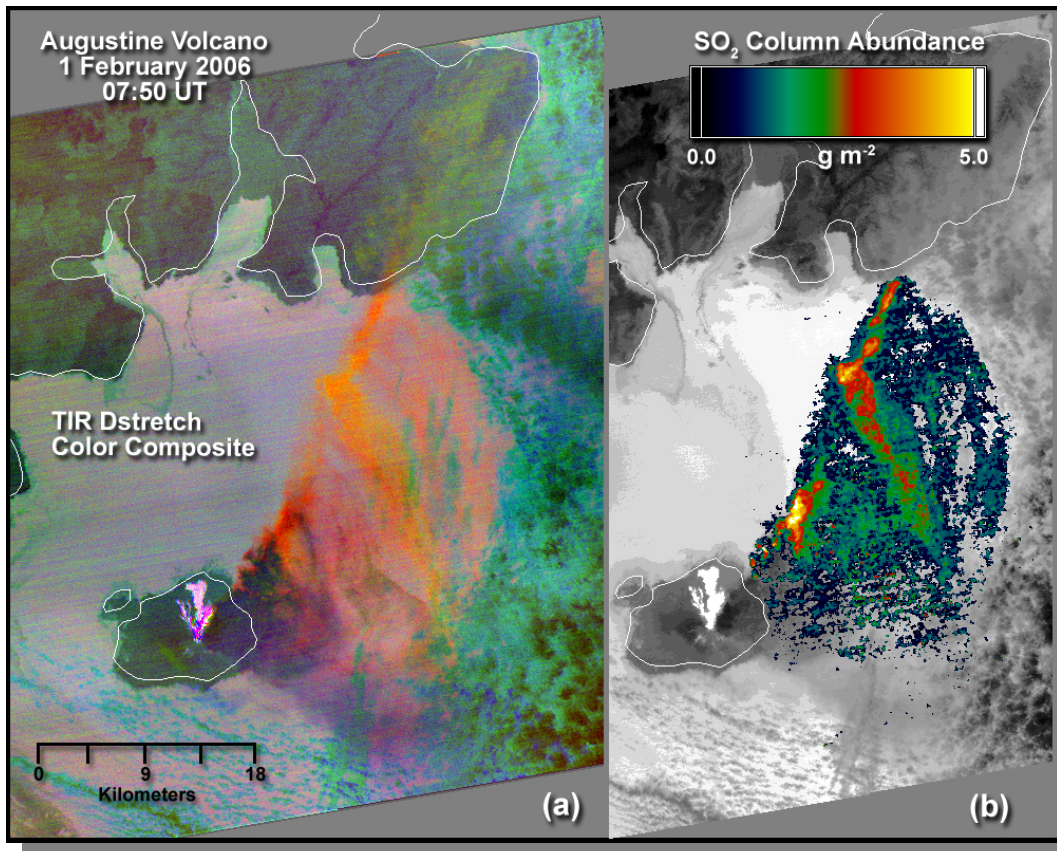 Augustine Volcano
1 February 2006
07:50 UT
TIR Dstretch
Color Composite
0 9 18
Kilometers
(a)
SO₂ Column Abundance
0.0 g m⁻² 5.0
(b)